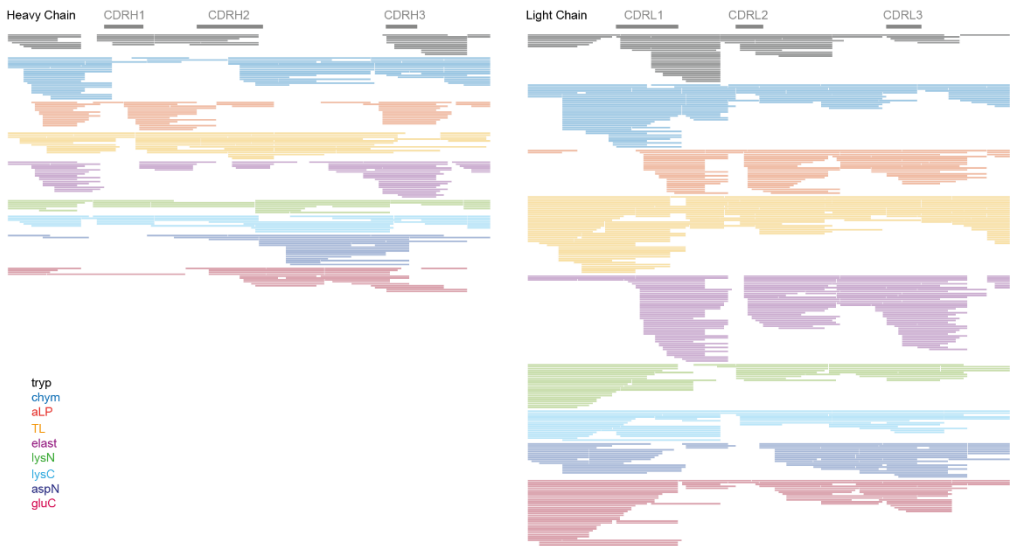 Heavy Chain
CDRH1
CDRH2
CDRH3
Light Chain
CDRL1
CDRL2
CDRL3
tryp
chym
aLP
TL
elast
lysN
lysC
aspN
gluC